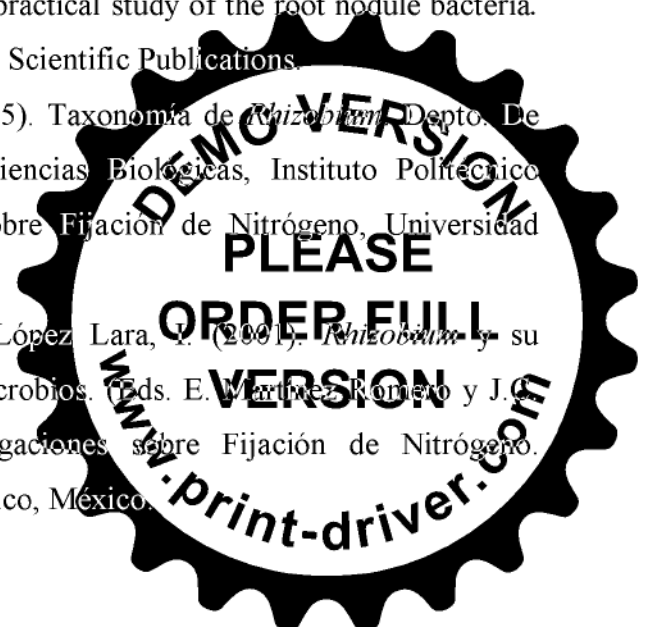 practical study of the root nodule bacteria.
Scientific Publications.
5). Taxonomía de Rhizobium. Depto. De
iencias Biológicas, Instituto Politécnico
obre Fijación de Nitrógeno, Universidad
López Lara, I. (2001). Rhizobium y su
crobios. (Eds. E. Martínez Romero y J.C.
gaciones sobre Fijación de Nitrógeno.
co, México.
DEMO VERSION
PLEASE
ORDER FULL
VERSION
www.print-driver.com